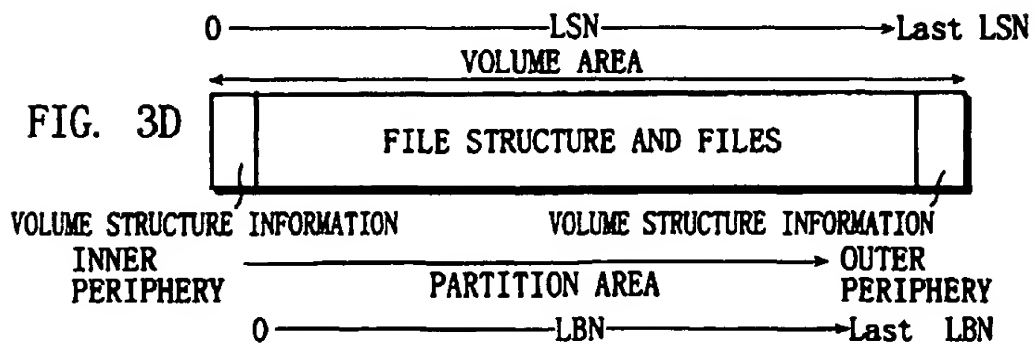 0 LSN Last LSN
VOLUME AREA
FIG. 3D
FILE STRUCTURE AND FILES
VOLUME STRUCTURE INFORMATION VOLUME STRUCTURE INFORMATION
INNER PERIPHERY
PARTITION AREA
OUTER PERIPHERY
0 LBN Last LBN